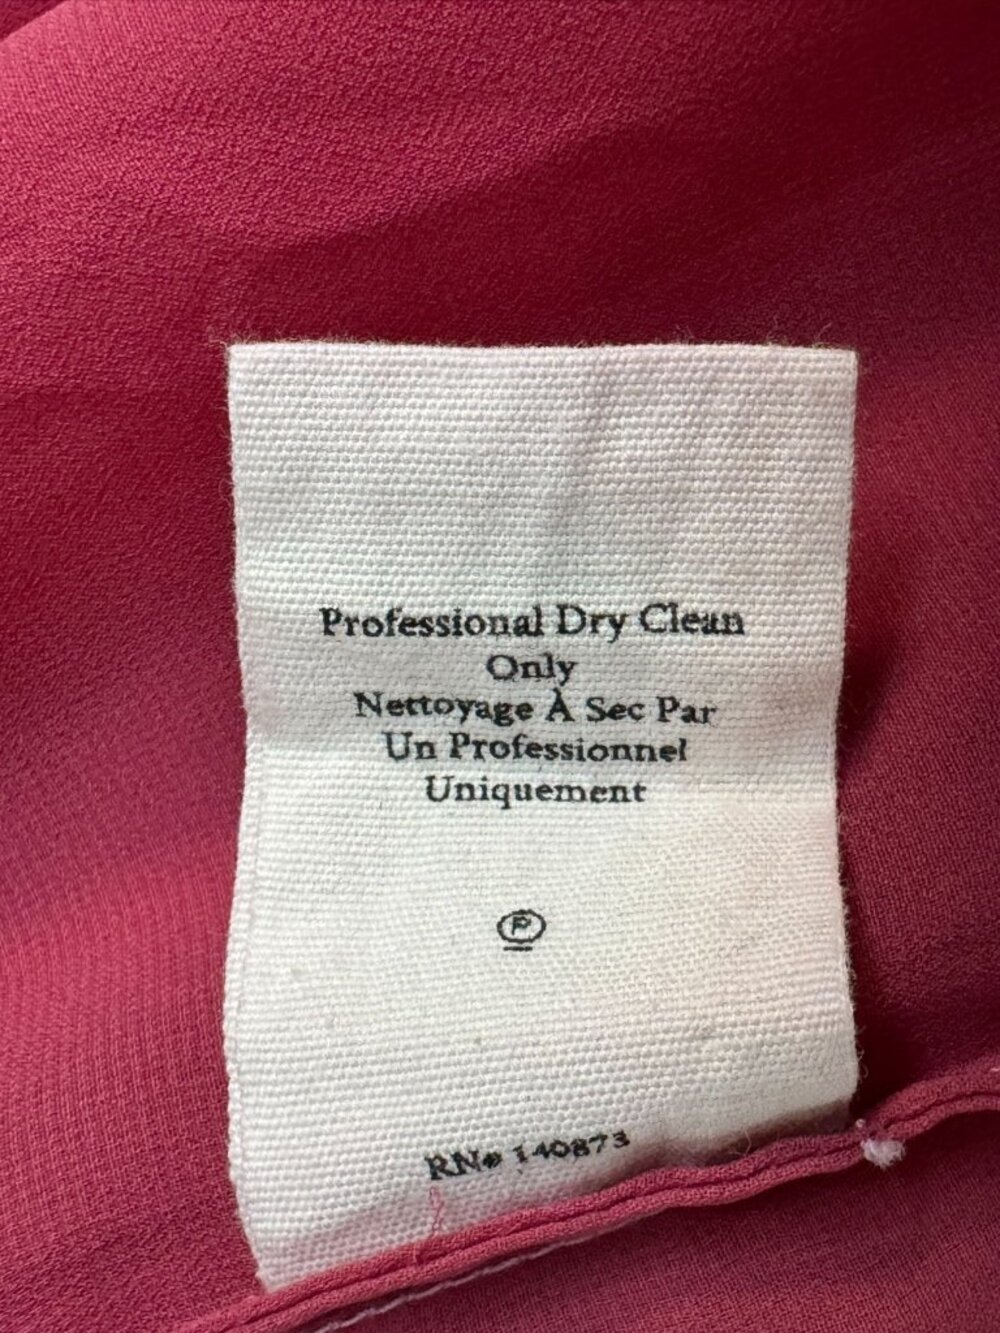 Professional Dry Clean
Only
Nettoyage À Sec Par
Un Professionnel
Uniquement
P
RN# 140873